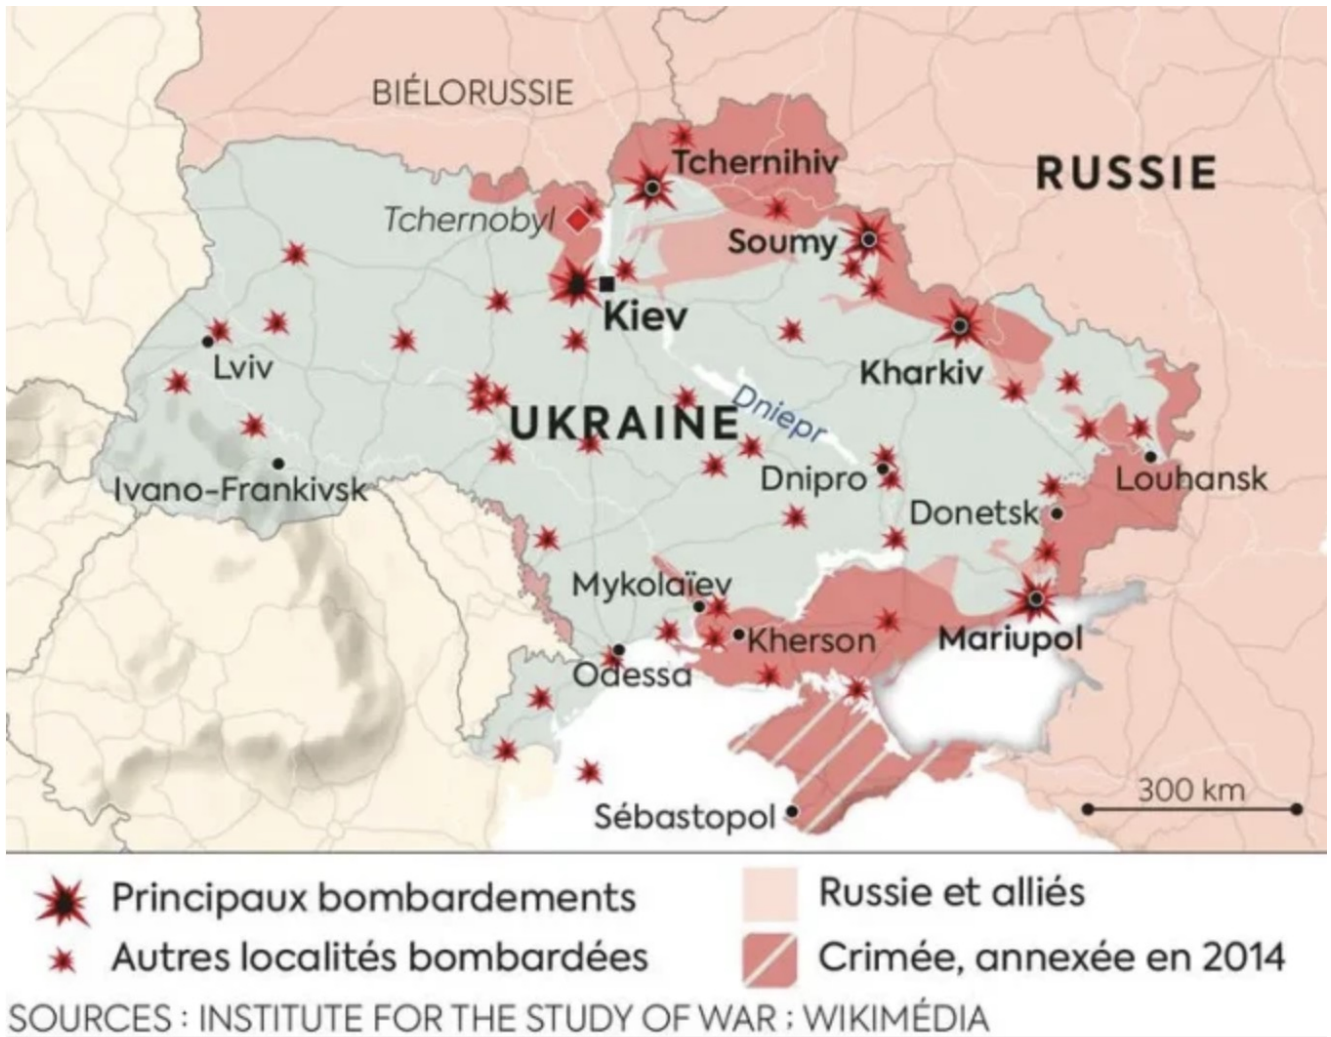 BIÉLORUSSIE
RUSSIE
Tchernihiv
Tchernobyl
Soumy
Kiev
Kharkiv
Lviv
UKRAINE
Dniepr
Dnipro
Louhansk
Ivano-Frankivsk
Donetsk
Mykolaïev
Kherson
Mariupol
Odessa
300 km
Sébastopol
Principaux bombardements
Russie et alliés
Autres localités bombardées
Crimée, annexée en 2014
SOURCES : INSTITUTE FOR THE STUDY OF WAR ; WIKIMÉDIA